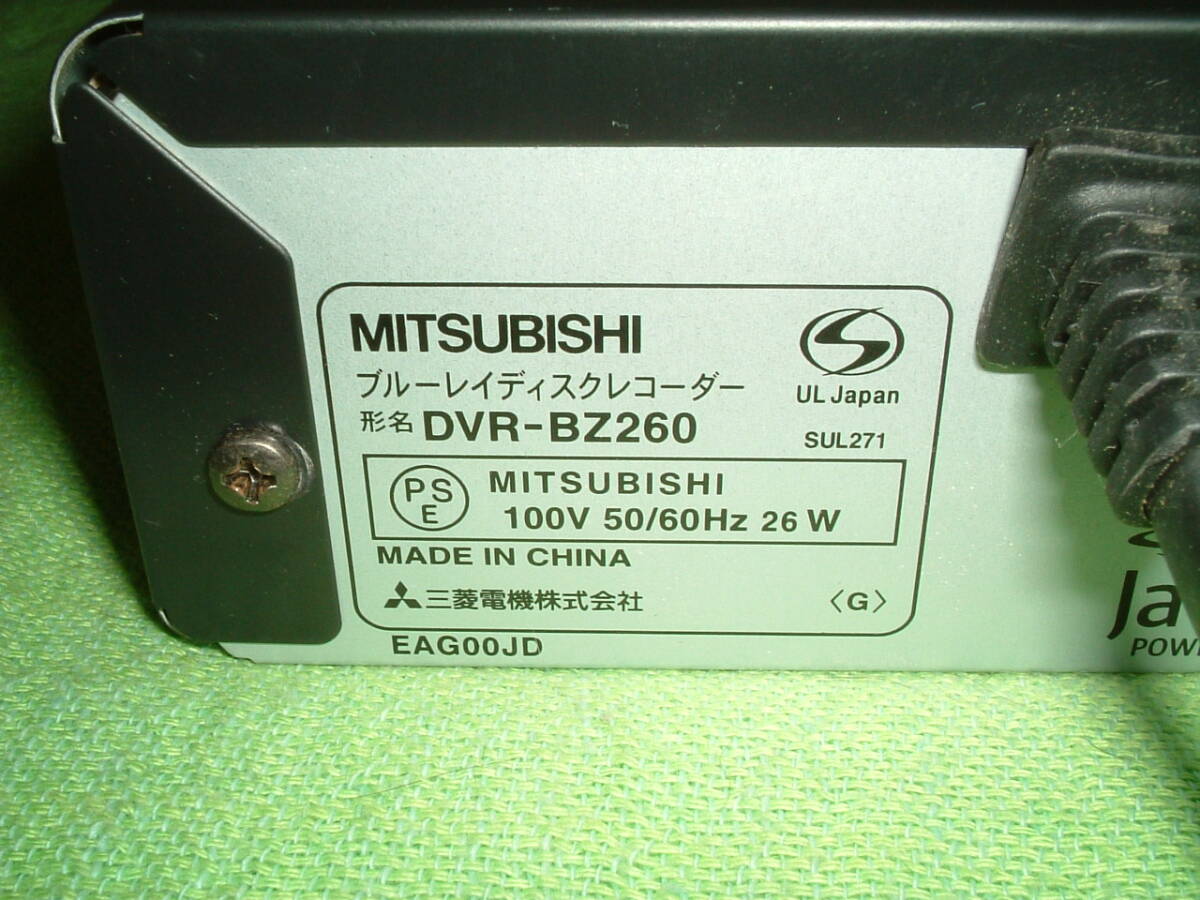 MITSUBISHI
ブルーレイディスクレコーダー
形名 DVR-BZ260
UL Japan
SUL271
PS
E
MITSUBISHI
100V 50/60Hz 26 W
MADE IN CHINA
三菱電機株式会社 〈G〉
EAG00JD